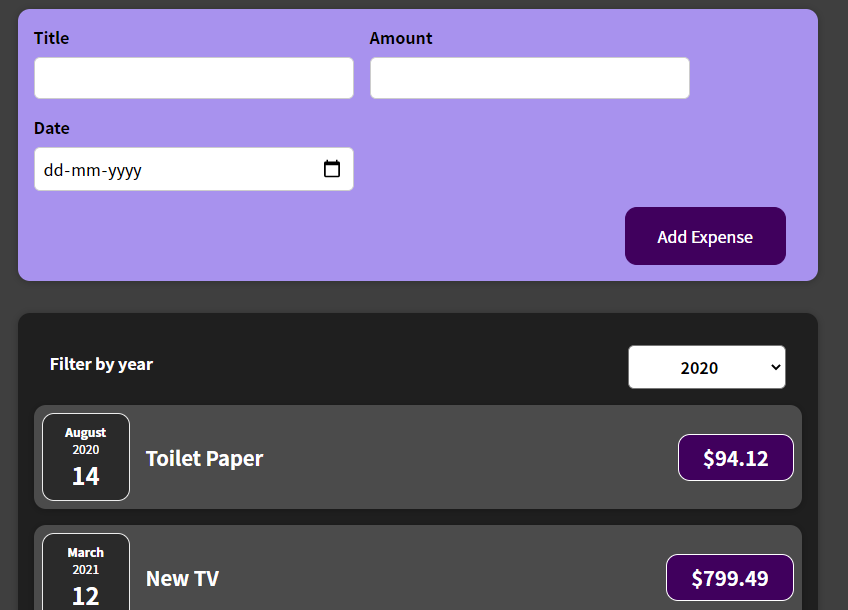 Title
Amount
Date
dd-mm-yyyy
Add Expense
Filter by year
2020
August
2020
14
Toilet Paper
$94.12
March
2021
12
New TV
$799.49